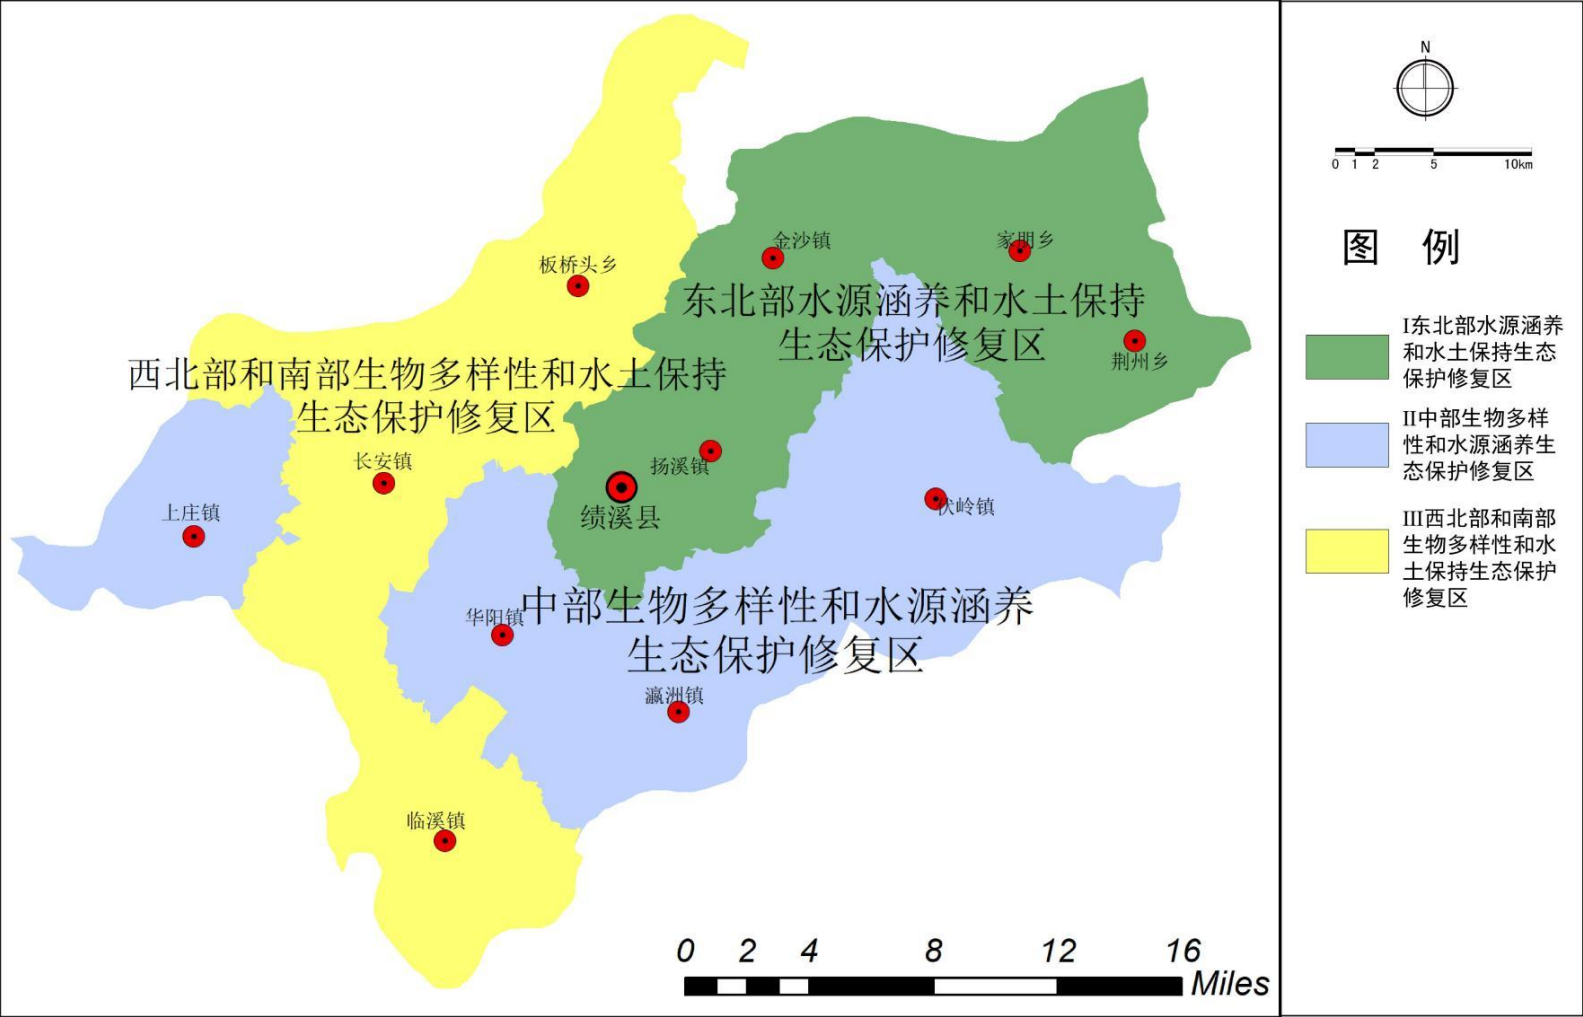 N
0 1 2 5 10km
图 例
I东北部水源涵养
和水土保持生态
保护修复区
II中部生物多样
性和水源涵养生
态保护修复区
III西北部和南部
生物多样性和水
土保持生态保护
修复区
金沙镇
家朋乡
板桥头乡
东北部水源涵养和水土保持
生态保护修复区
荆州乡
西北部和南部生物多样性和水土保持
生态保护修复区
长安镇
扬溪镇
上庄镇
绩溪县
伏岭镇
华阳镇
中部生物多样性和水源涵养
生态保护修复区
瀛洲镇
临溪镇
0 2 4 8 12 16
Miles